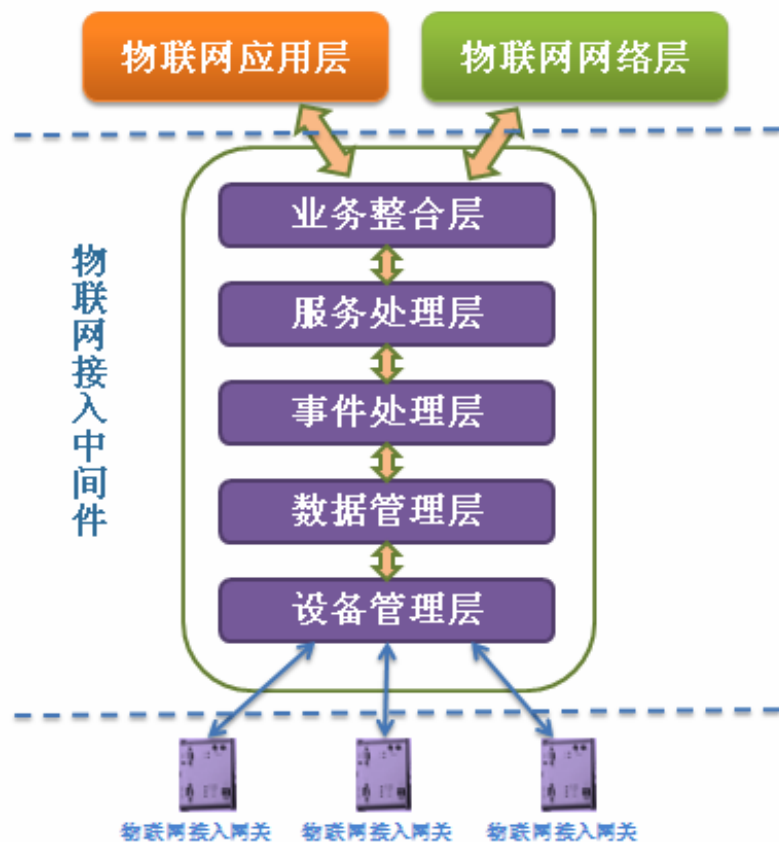 物联网应用层
物联网网络层
业务整合层
服务处理层
事件处理层
数据管理层
设备管理层
物联网接入中间件
物联网接入网关
物联网接入网关
物联网接入网关